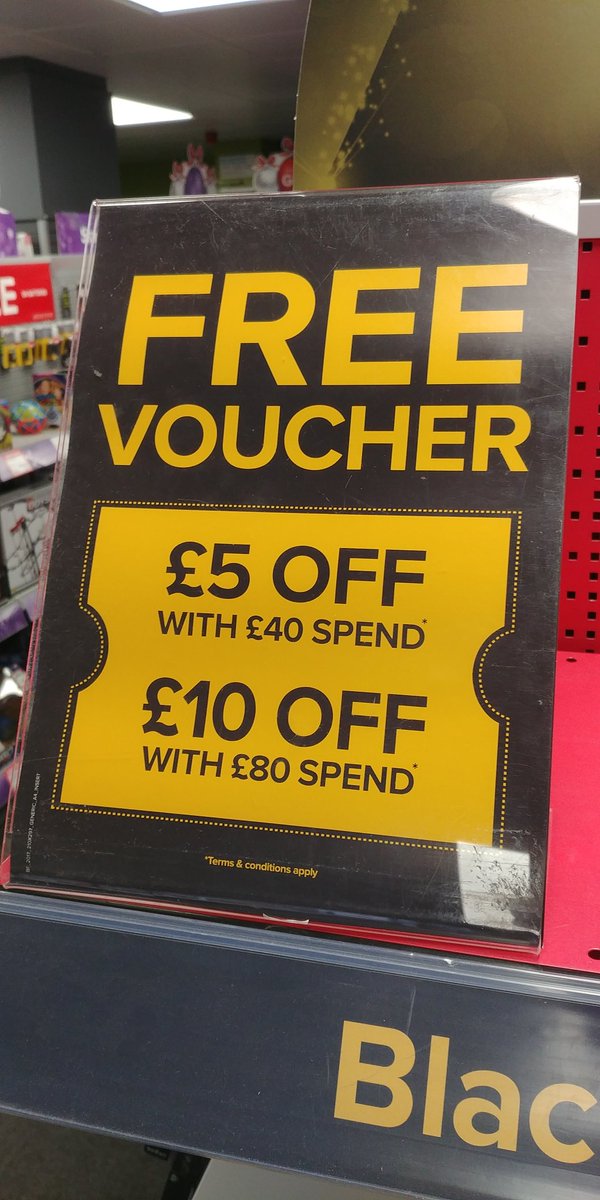 FREE
VOUCHER
£5 OFF
WITH £40 SPEND*
£10 OFF
WITH £80 SPEND*
*Terms & conditions apply
Blac